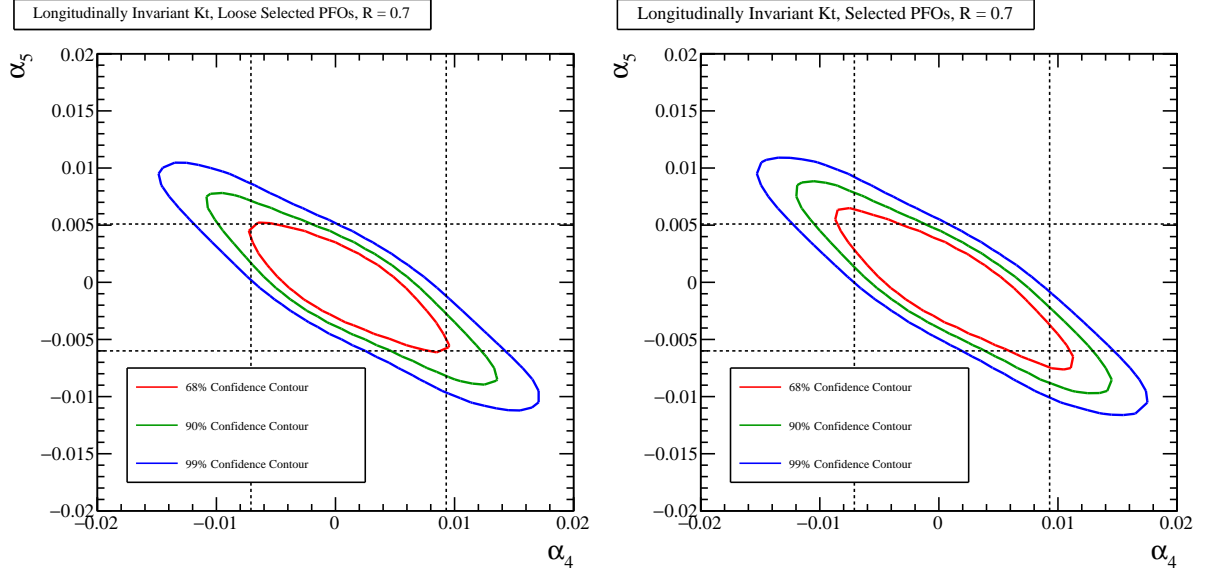 Longitudinally Invariant Kt, Loose Selected PFOs, R = 0.7
α5
0.02
0.015
0.01
0.005
0
−0.005
−0.01
−0.015
−0.02
68% Confidence Contour
90% Confidence Contour
99% Confidence Contour
−0.02
−0.01
0
0.01
0.02
α4
Longitudinally Invariant Kt, Selected PFOs, R = 0.7
α5
0.02
0.015
0.01
0.005
0
−0.005
−0.01
−0.015
−0.02
68% Confidence Contour
90% Confidence Contour
99% Confidence Contour
−0.02
−0.01
0
0.01
0.02
α4